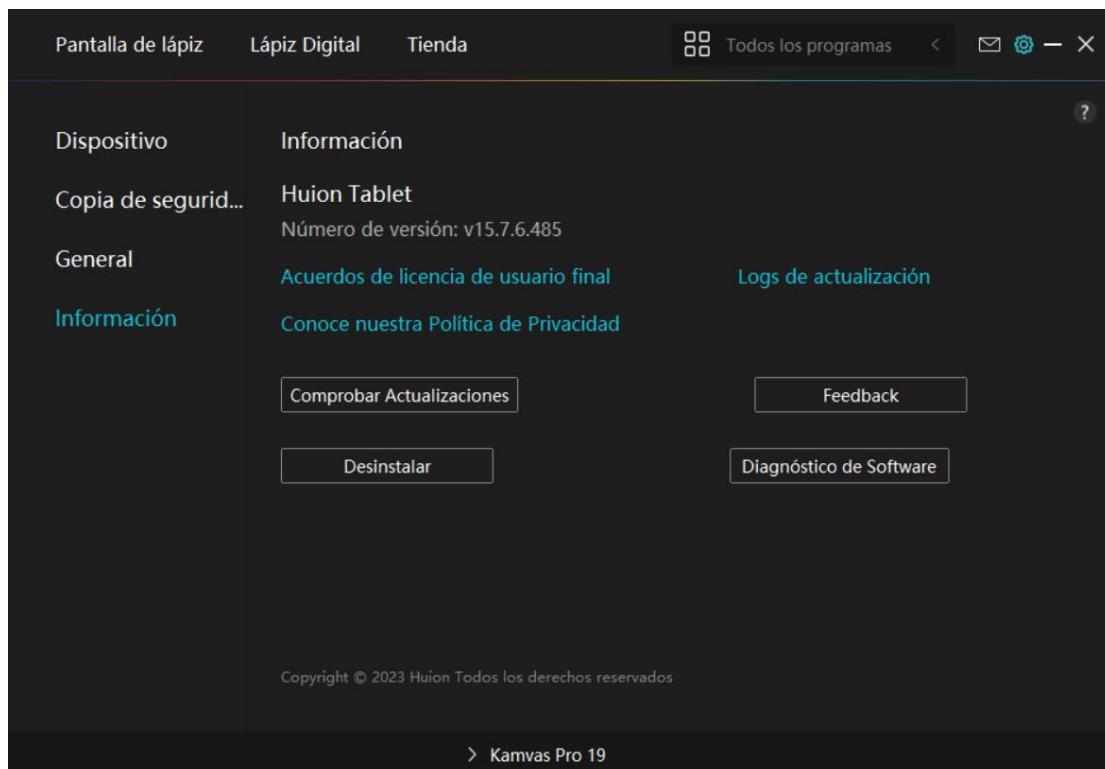 Pantalla de lápiz Lápiz Digital Tienda Todos los programas
?
Dispositivo
Copia de segurid...
General
Información
Información
Huion Tablet
Número de versión: v15.7.6.485
Acuerdos de licencia de usuario final Logs de actualización
Conoce nuestra Política de Privacidad
Comprobar Actualizaciones Feedback
Desinstalar Diagnóstico de Software
Copyright © 2023 Huion Todos los derechos reservados
Kamvas Pro 19